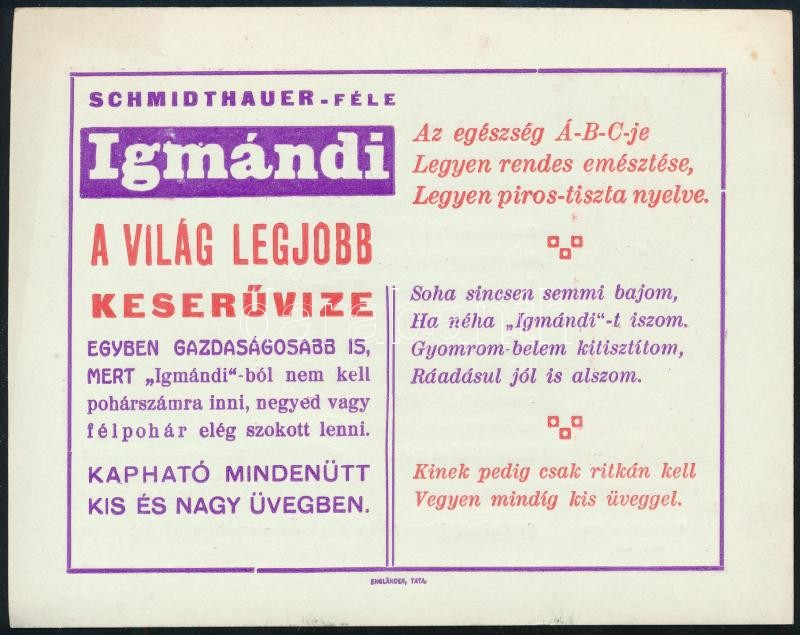 SCHMIDTHAUER-FÉLE
Igmándi
A VILÁG LEGJOBB
KESERŰVIZE
EGYBEN GAZDASÁGOSABB IS,
MERT „Igmándi“-ból nem kell
pohárszámra inni, negyed vagy
félpohár elég szokott lenni.
KAPHATÓ MINDENÜTT
KIS ÉS NAGY ÜVEGBEN.
Az egészség Á-B-C-je
Legyen rendes emésztése,
Legyen piros-tiszta nyelve.
Soha sincsen semmi bajom,
Ha néha „Igmándi“-t iszom.
Gyomrom-belem kitisztítom,
Ráadásul jól is alszom.
Kinek pedig csak ritkán kell
Vegyen mindíg kis üveggel.
ENGLÄNDER, TATA.